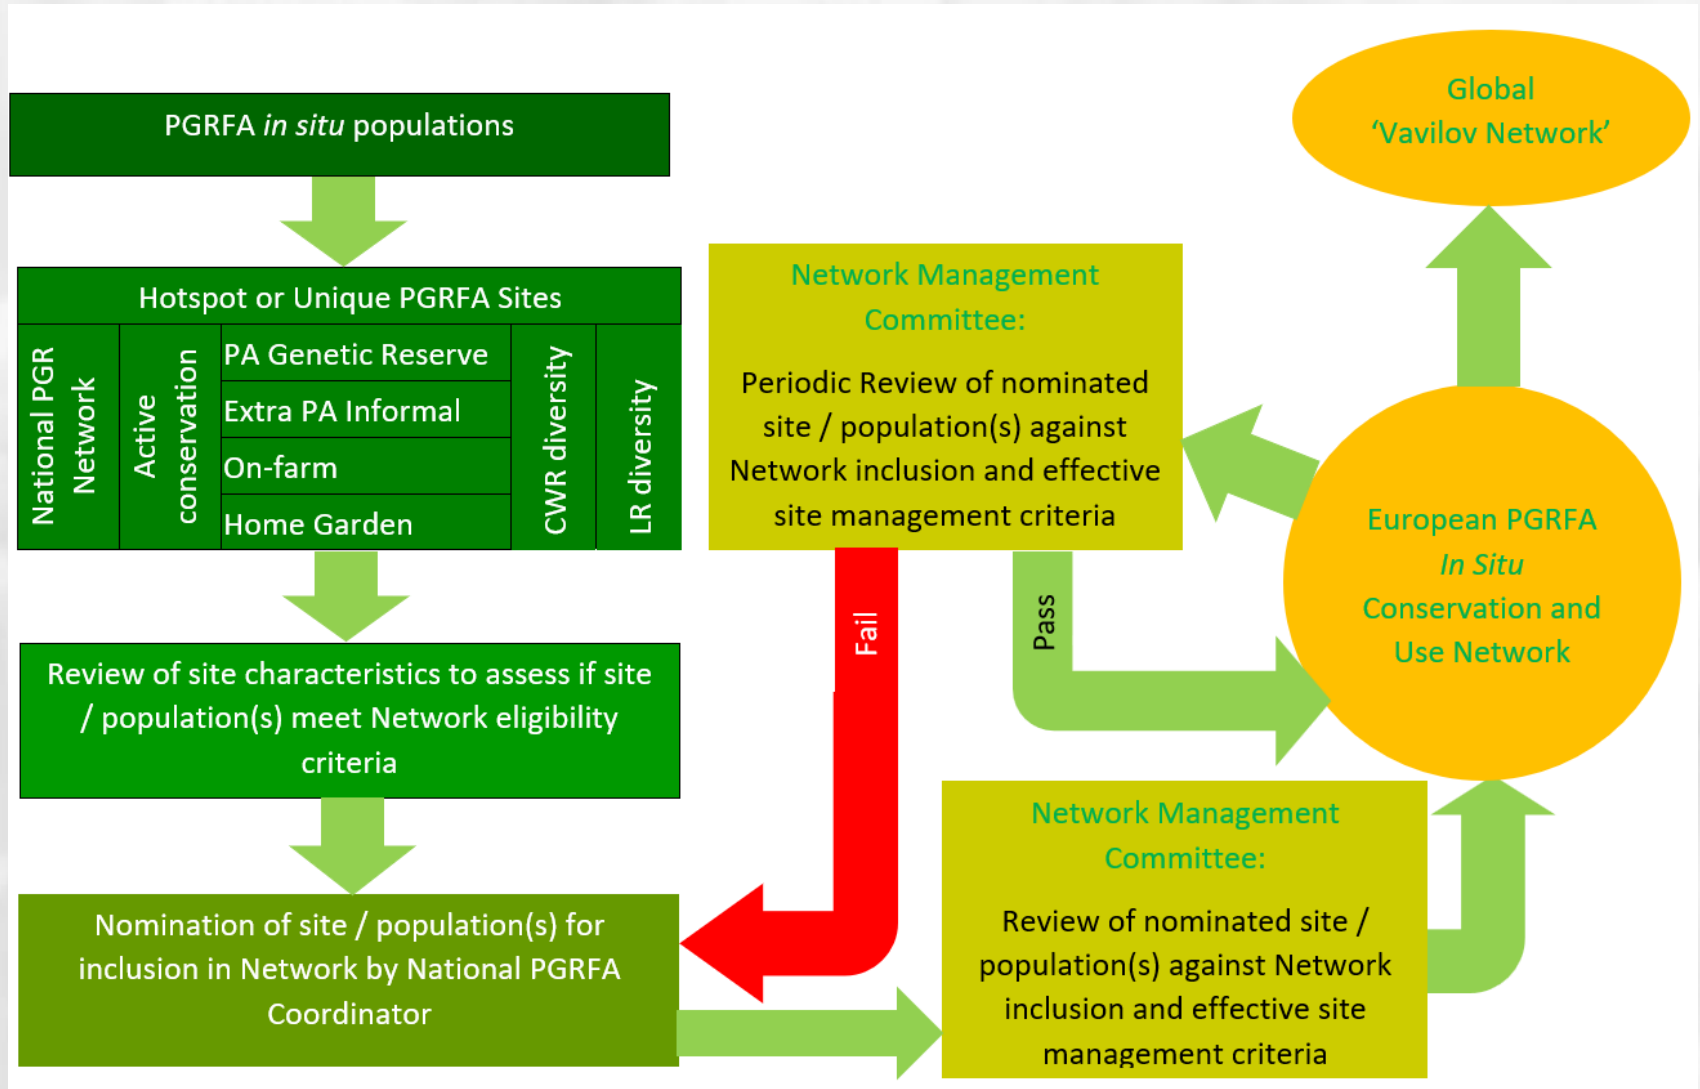 PGRFA in situ populations
Hotspot or Unique PGRFA Sites
National PGR
Network
Active
conservation
PA Genetic Reserve
Extra PA Informal
On-farm
Home Garden
CWR diversity
LR diversity
Review of site characteristics to assess if site
/ population(s) meet Network eligibility
criteria
Nomination of site / population(s) for
inclusion in Network by National PGRFA
Coordinator
Network Management
Committee:
Periodic Review of nominated
site / population(s) against
Network inclusion and effective
site management criteria
Fail
Pass
Network Management
Committee:
Review of nominated site /
population(s) against Network
inclusion and effective site
management criteria
European PGRFA
In Situ
Conservation and
Use Network
Global
‘Vavilov Network’